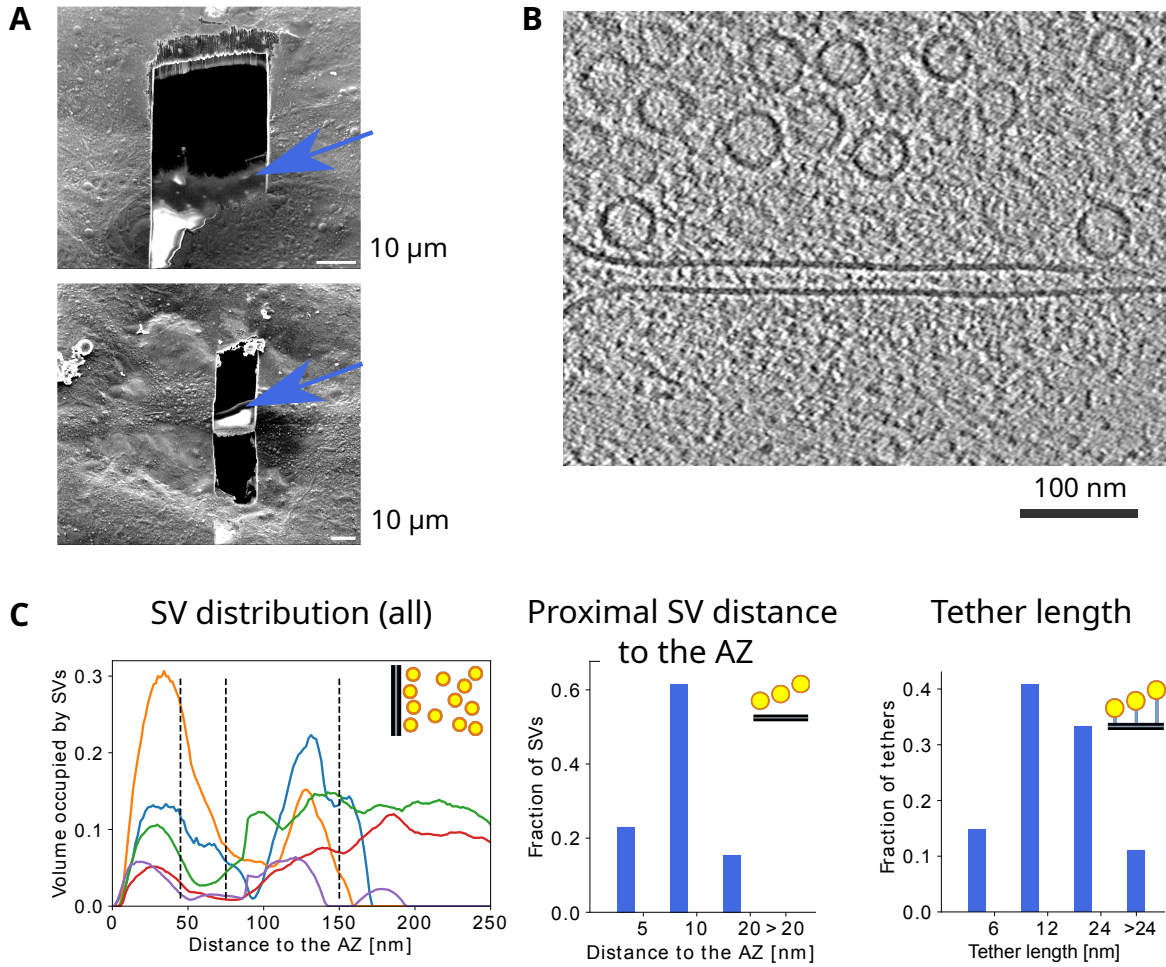 A
10 µm
10 µm
B
100 nm
C
SV distribution (all)
Volume occupied by SVs
0.3
0.2
0.1
0.0
0 50 100 150 200 250
Distance to the AZ [nm]
Proximal SV distance
to the AZ
Fraction of SVs
0.6
0.4
0.2
0.0
5 10 20 > 20
Distance to the AZ [nm]
Tether length
Fraction of tethers
0.4
0.3
0.2
0.1
0.0
6 12 24 >24
Tether length [nm]